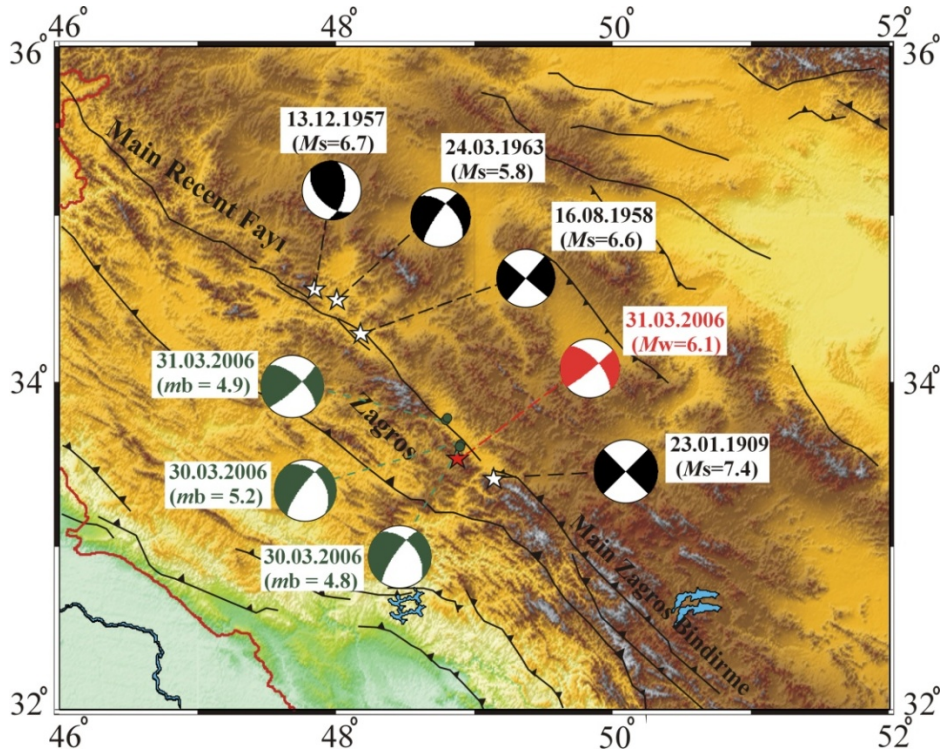 46° 48° 50° 52°
36° 36°
13.12.1957
(Ms=6.7)
24.03.1963
(Ms=5.8)
Main Recent Fayı
16.08.1958
(Ms=6.6)
31.03.2006
(Mw=6.1)
31.03.2006
(mb = 4.9)
34° 34°
Zagros
23.01.1909
(Ms=7.4)
30.03.2006
(mb = 5.2)
30.03.2006
(mb = 4.8)
Main Zagros Bindirme
32° 32°
46° 48° 50° 52°